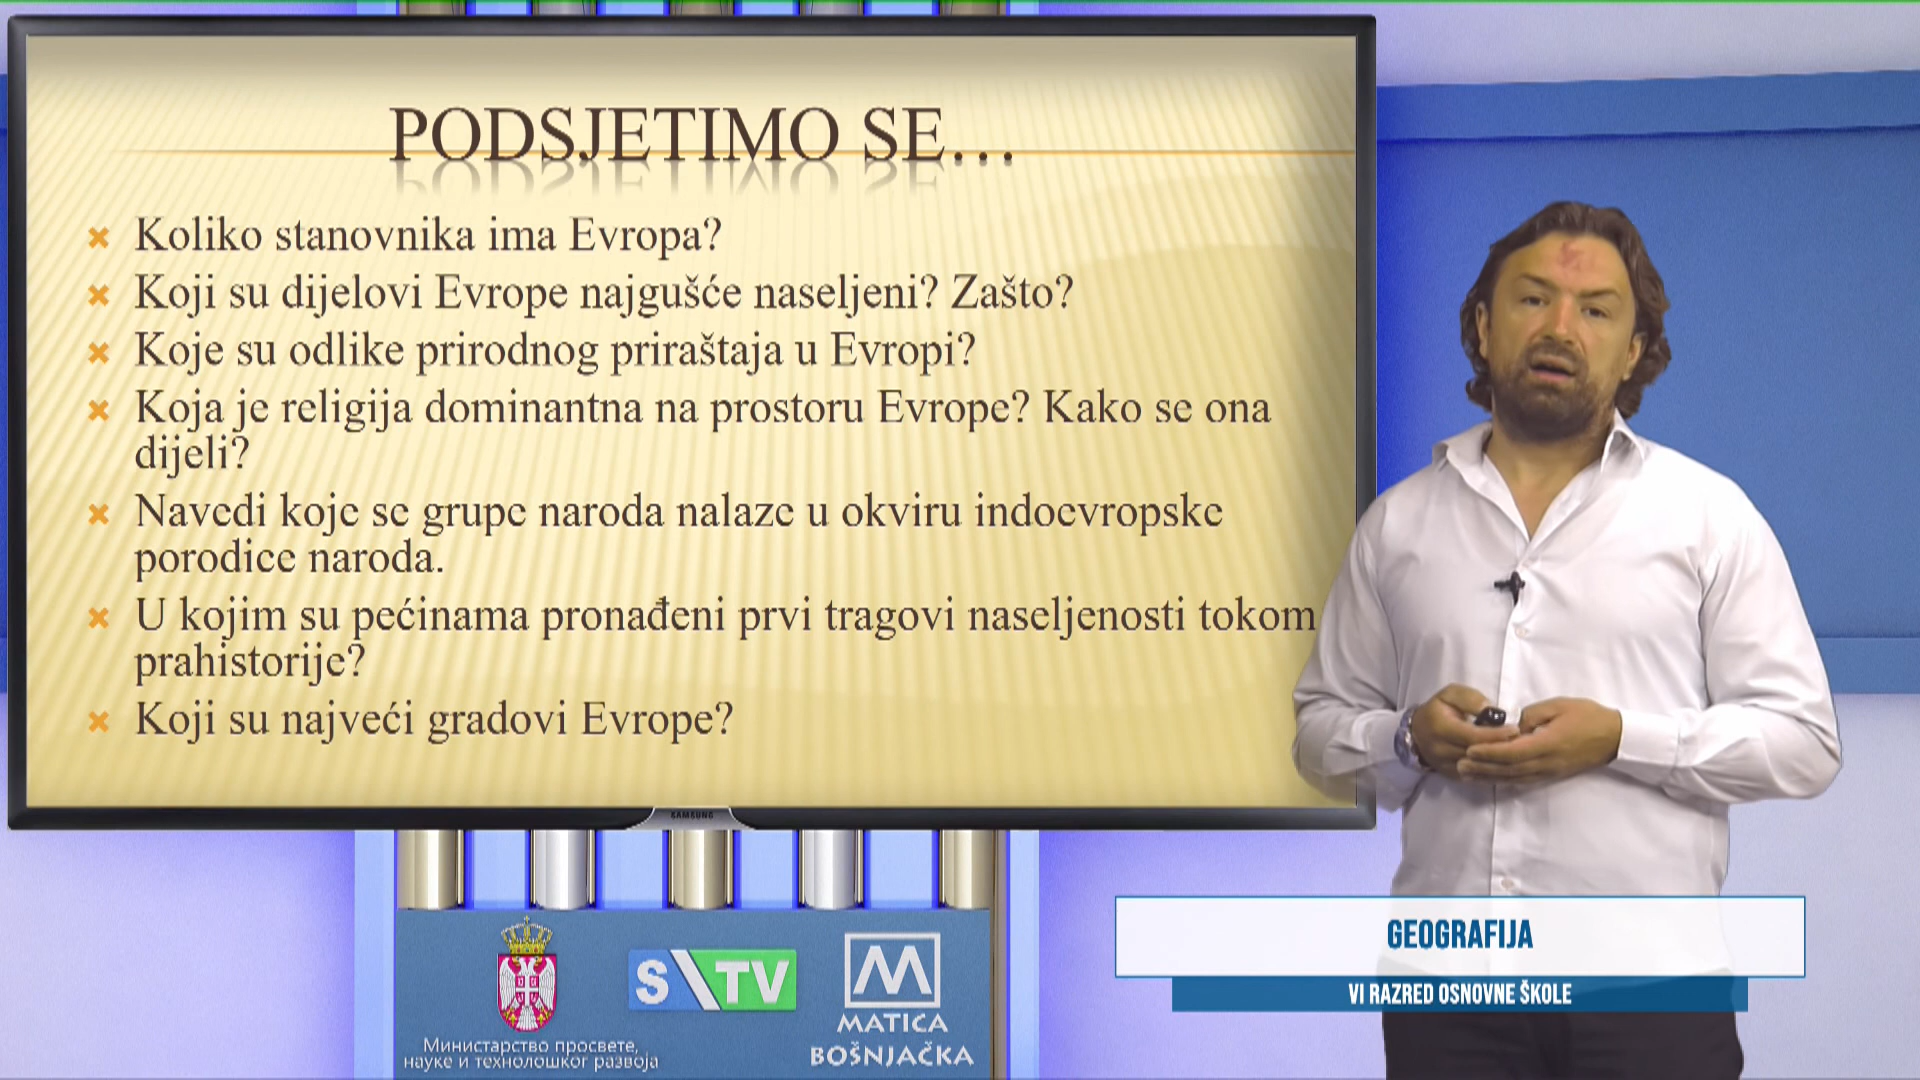 PODSJETIMO SE...
Koliko stanovnika ima Evropa?
Koji su dijelovi Evrope najgušće naseljeni? Zašto?
Koje su odlike prirodnog priraštaja u Evropi?
Koja je religija dominantna na prostoru Evrope? Kako se ona
dijeli?
Navedi koje se grupe naroda nalaze u okviru indoevropske
porodice naroda.
U kojim su pećinama pronađeni prvi tragovi naseljenosti tokom
prahistorije?
Koji su najveći gradovi Evrope?
SAMSUNG
GEOGRAFIJA
VI RAZRED OSNOVNE ŠKOLE
STV
MATICA
BOŠNJAČKA
Министарство просвете,
науке и технолошког развоја